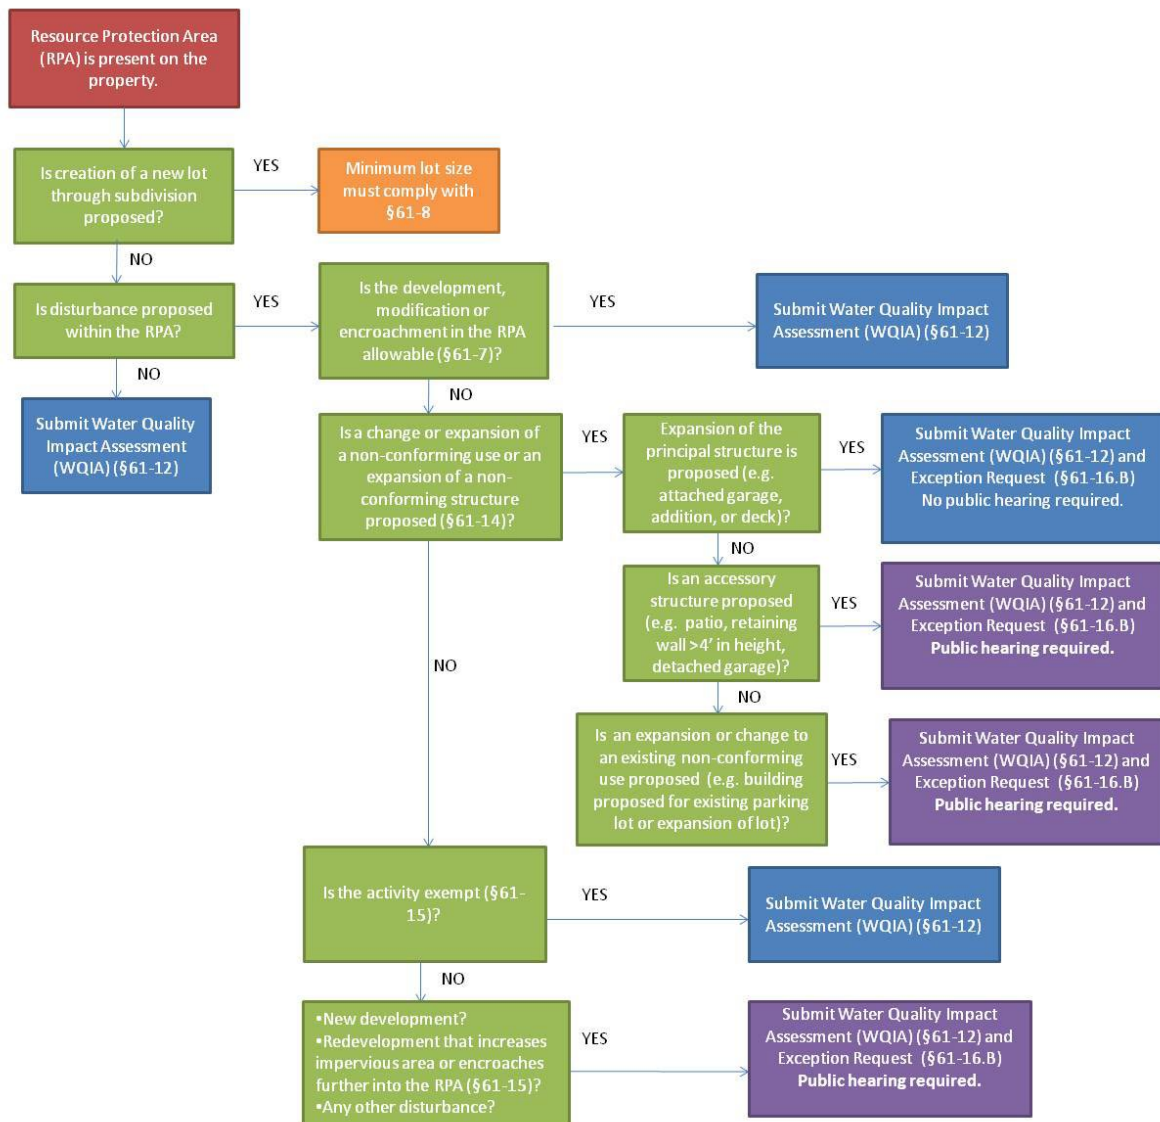 Resource Protection Area
(RPA) is present on the
property.
Is creation of a new lot
through subdivision
proposed?
YES
Minimum lot size
must comply with
§61-8
NO
Is disturbance proposed
within the RPA?
YES
Is the development,
modification or
encroachment in the RPA
allowable (§61-7)?
YES
Submit Water Quality Impact
Assessment (WQIA) (§61-12)
NO
Submit Water Quality
Impact Assessment
(WQIA) (§61-12)
NO
Is a change or expansion of
a non-conforming use or an
expansion of a non-
conforming structure
proposed (§61-14)?
YES
Expansion of the
principal structure is
proposed (e.g.
attached garage,
addition, or deck)?
YES
Submit Water Quality Impact
Assessment (WQIA) (§61-12) and
Exception Request (§61-16.B)
No public hearing required.
NO
Is an accessory
structure proposed
(e.g. patio, retaining
wall >4' in height,
detached garage)?
YES
Submit Water Quality Impact
Assessment (WQIA) (§61-12) and
Exception Request (§61-16.B)
Public hearing required.
NO
NO
Is an expansion or change to
an existing non-conforming
use proposed (e.g. building
proposed for existing parking
lot or expansion of lot)?
YES
Submit Water Quality Impact
Assessment (WQIA) (§61-12) and
Exception Request (§61-16.B)
Public hearing required.
Is the activity exempt (§61-
15)?
YES
Submit Water Quality Impact
Assessment (WQIA) (§61-12)
NO
•New development?
•Redevelopment that increases
impervious area or encroaches
further into the RPA (§61-15)?
•Any other disturbance?
YES
Submit Water Quality Impact
Assessment (WQIA) (§61-12) and
Exception Request (§61-16.B)
Public hearing required.